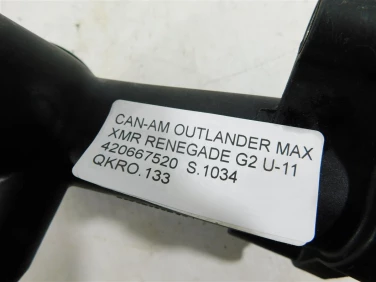 CAN-AM OUTLANDER MAX
XMR RENEGADE G2 U-11
420667520 S.1034
QKRO.133